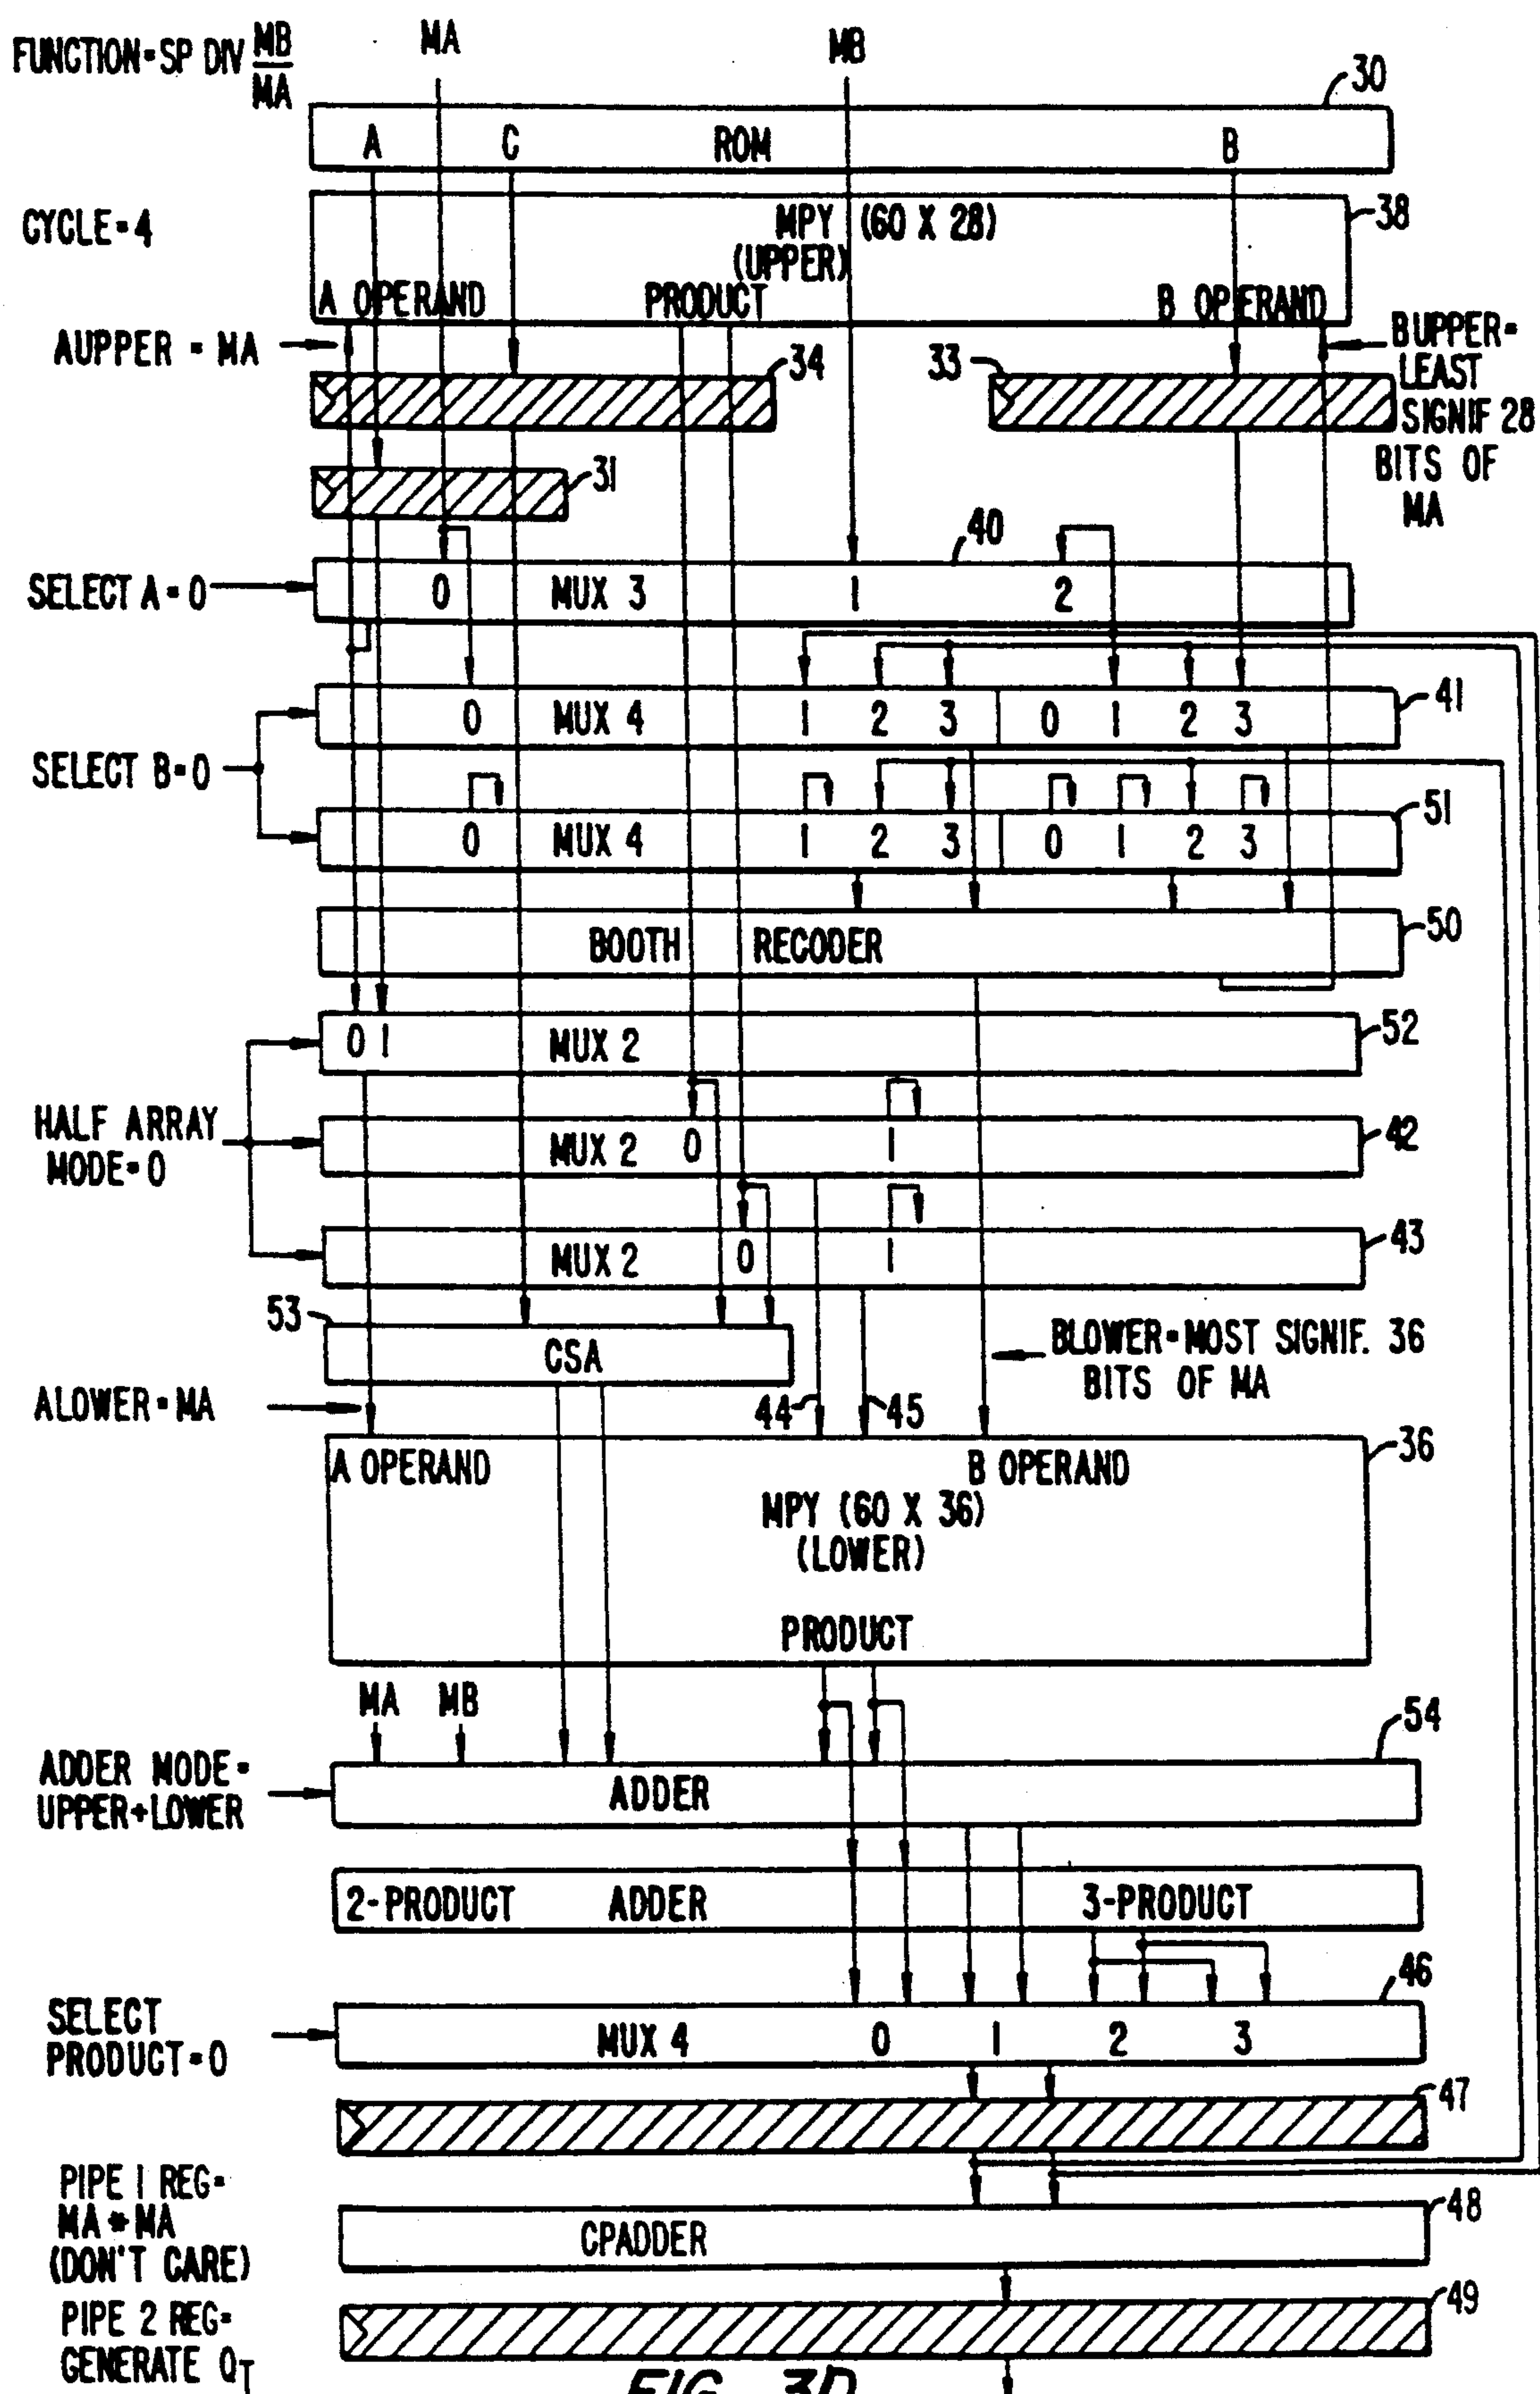 FUNCTION=SP DIV MB
MA
MA
MB
30
A C ROM B
CYCLE=4
MPY (60 X 28)
(UPPER)
38
A OPERAND PRODUCT B OPERAND
AUPPER = MA
BUPPER=
LEAST
SIGNIF 28
BITS OF
MA
34
33
31
40
SELECT A=0
0 MUX 3 1 2
41
0 MUX 4 1 2 3 0 1 2 3
SELECT B=0
51
0 MUX 4 1 2 3 0 1 2 3
BOOTH RECODER
50
0 1 MUX 2
52
HALF ARRAY
MODE=0
MUX 2 0 1
42
MUX 2 0 1
43
53
CSA
BLOWER=MOST SIGNIF. 36
BITS OF MA
ALOWER=MA
44
45
A OPERAND B OPERAND
36
MPY (60 X 36)
(LOWER)
PRODUCT
MA MB
54
ADDER MODE=
UPPER+LOWER
ADDER
2-PRODUCT ADDER 3-PRODUCT
46
SELECT
PRODUCT=0
MUX 4 0 1 2 3
47
PIPE 1 REG=
MA*MA
(DON'T CARE)
CPADDER
48
PIPE 2 REG=
GENERATE QT
49
FIG. 3D